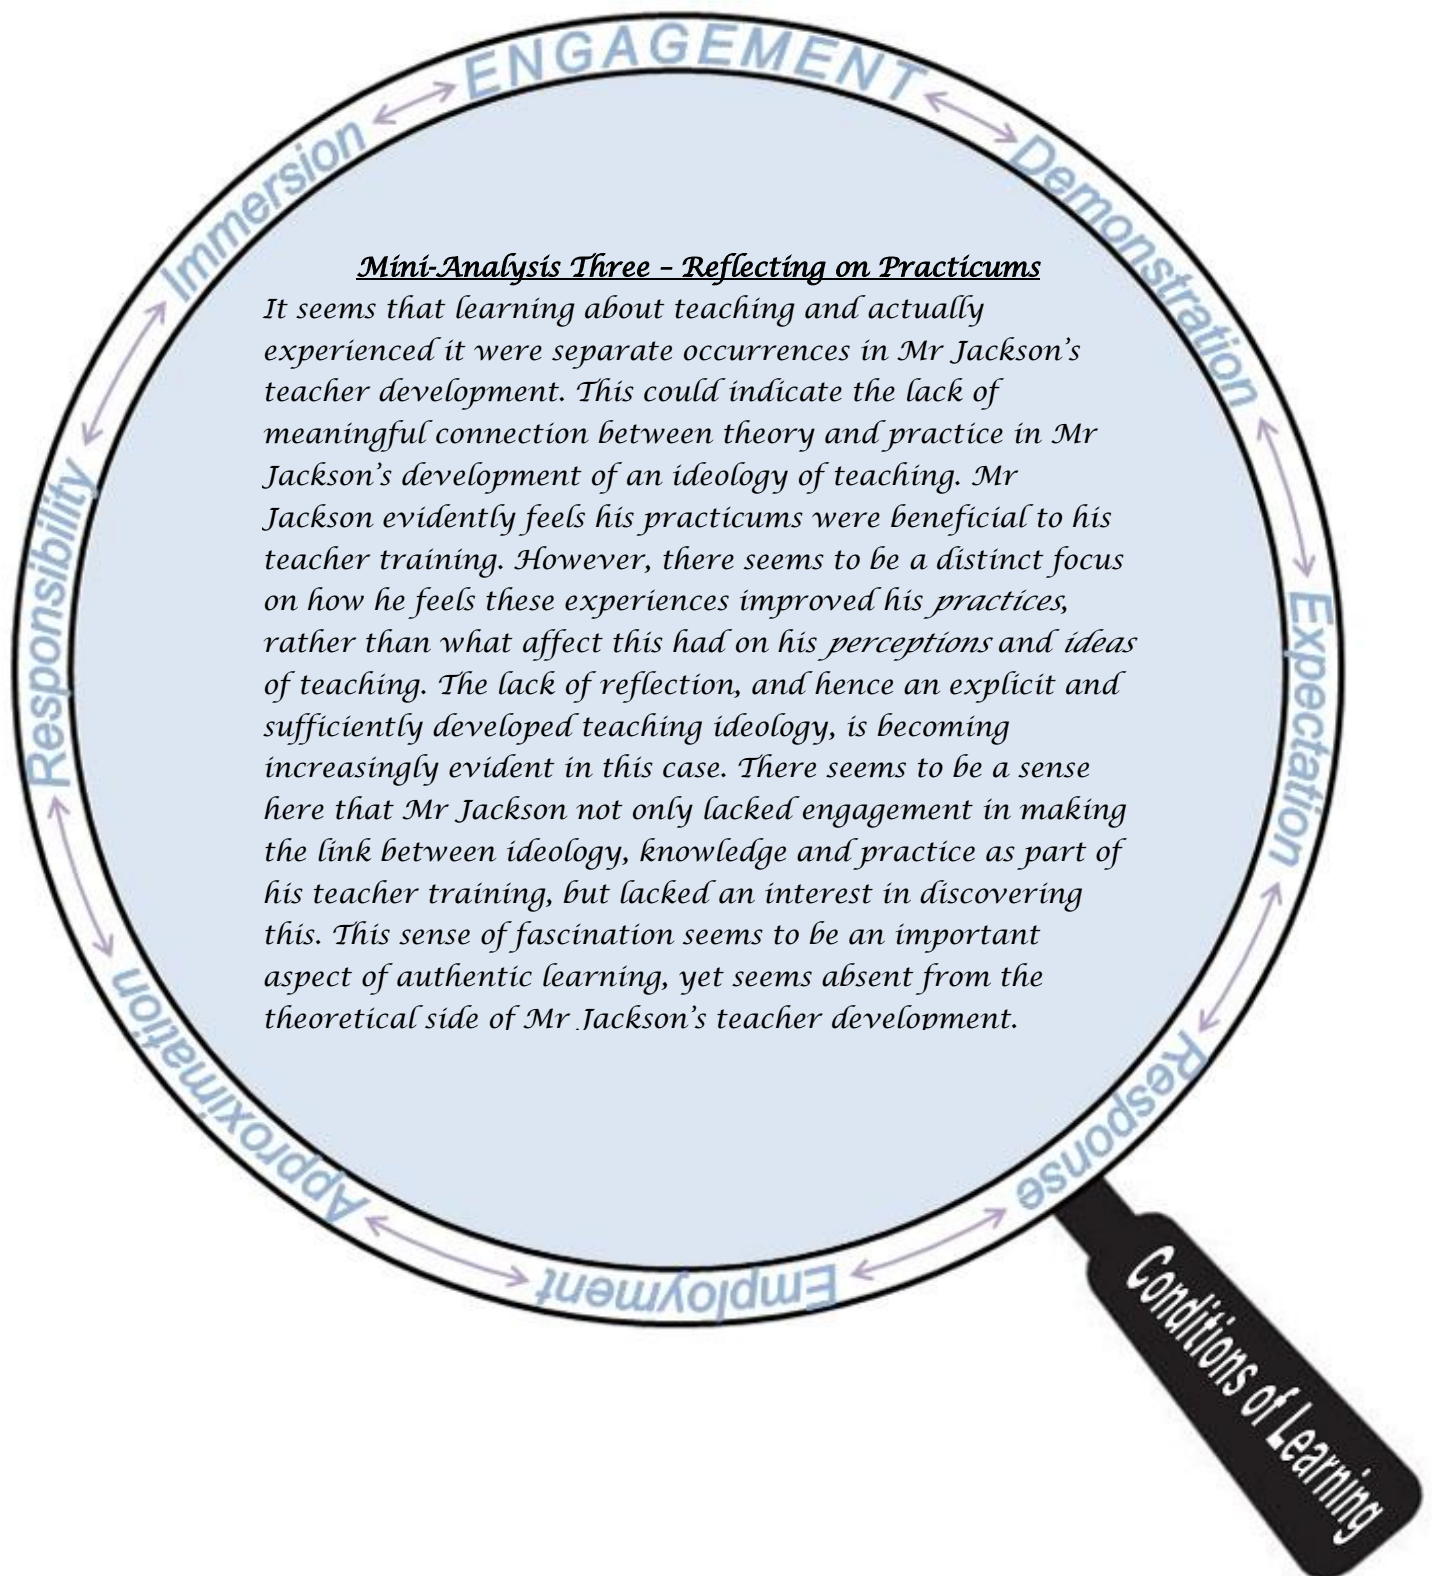 ENGAGEMENT
Demonstration
Expectation
Response
Employment
Approximation
Responsibility
Immersion
Mini-Analysis Three – Reflecting on Practicums
It seems that learning about teaching and actually
experienced it were separate occurrences in Mr Jackson’s
teacher development. This could indicate the lack of
meaningful connection between theory and practice in Mr
Jackson’s development of an ideology of teaching. Mr
Jackson evidently feels his practicums were beneficial to his
teacher training. However, there seems to be a distinct focus
on how he feels these experiences improved his practices,
rather than what affect this had on his perceptions and ideas
of teaching. The lack of reflection, and hence an explicit and
sufficiently developed teaching ideology, is becoming
increasingly evident in this case. There seems to be a sense
here that Mr Jackson not only lacked engagement in making
the link between ideology, knowledge and practice as part of
his teacher training, but lacked an interest in discovering
this. This sense of fascination seems to be an important
aspect of authentic learning, yet seems absent from the
theoretical side of Mr Jackson’s teacher development.
Conditions of Learning